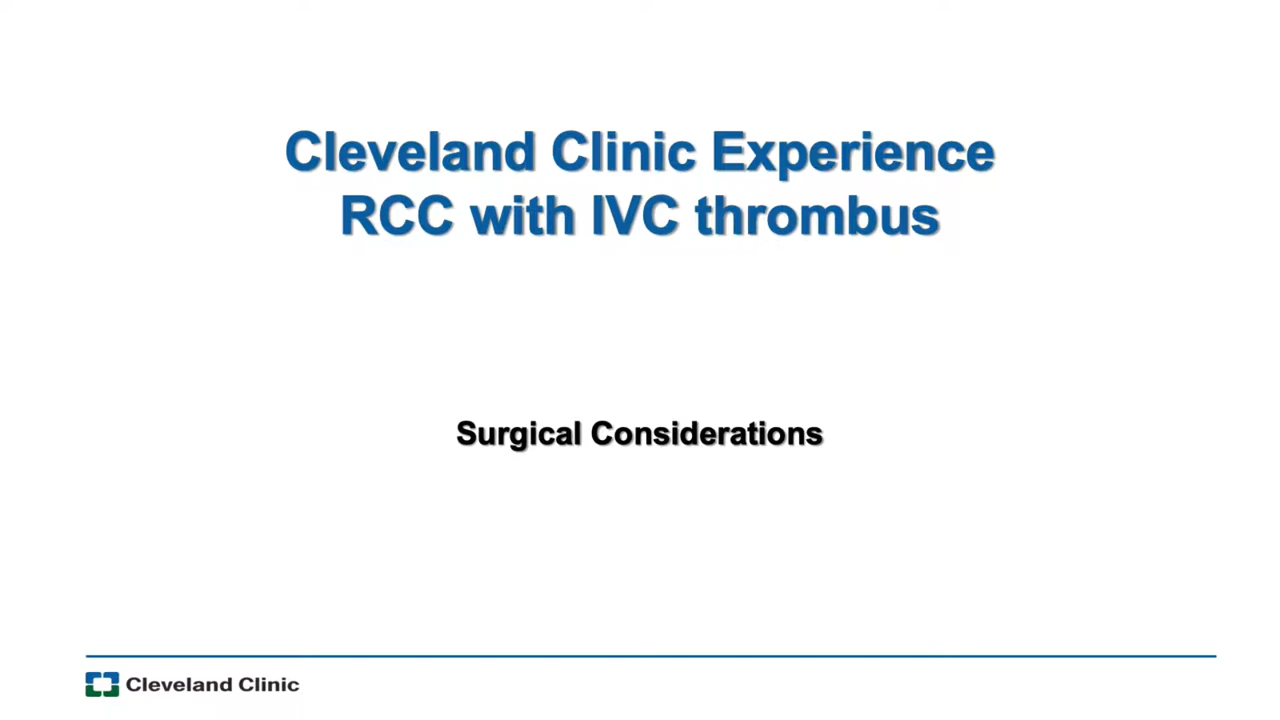 Cleveland Clinic Experience
RCC with IVC thrombus
Surgical Considerations
Cleveland Clinic